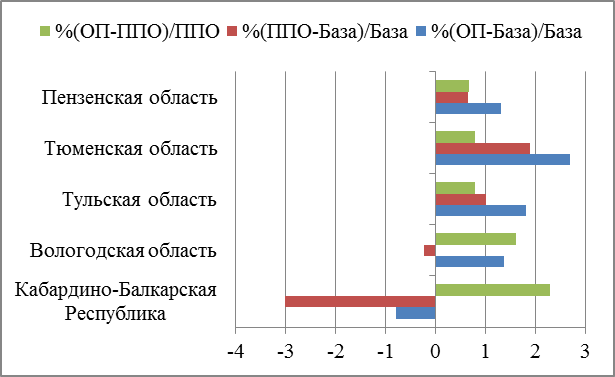 %(ОП-ППО)/ППО %(ППО-База)/База %(ОП-База)/База
Пензенская область
Тюменская область
Тульская область
Вологодская область
Кабардино-Балкарская
Республика
-4 -3 -2 -1 0 1 2 3